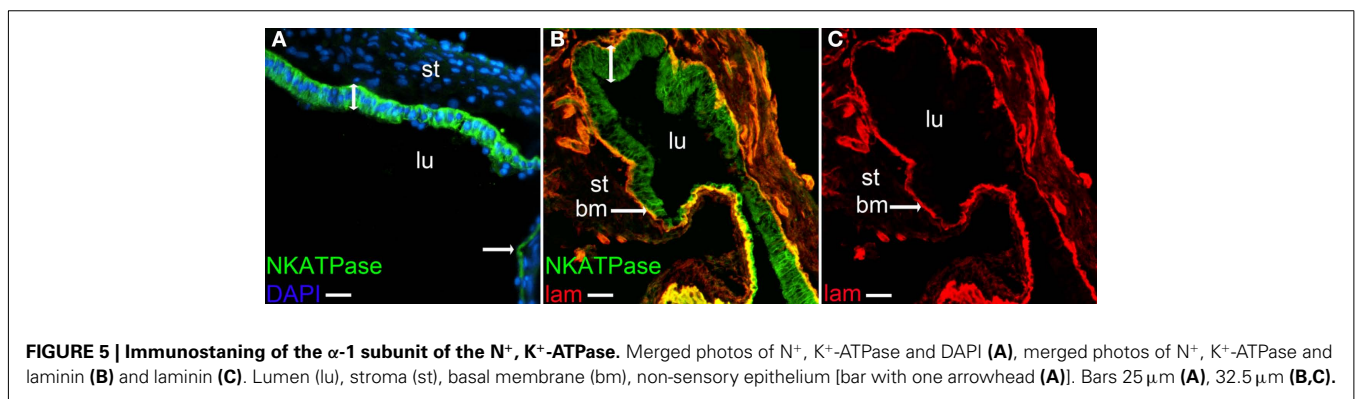 A
st
lu
NKATPase
DAPI
B
lu
st
bm
NKATPase
lam
C
lu
st
bm
lam
FIGURE 5 | Immunostaning of the α-1 subunit of the N⁺, K⁺-ATPase. Merged photos of N⁺, K⁺-ATPase and DAPI (A), merged photos of N⁺, K⁺-ATPase and
laminin (B) and laminin (C). Lumen (lu), stroma (st), basal membrane (bm), non-sensory epithelium [bar with one arrowhead (A)]. Bars 25 μm (A), 32.5 μm (B,C).